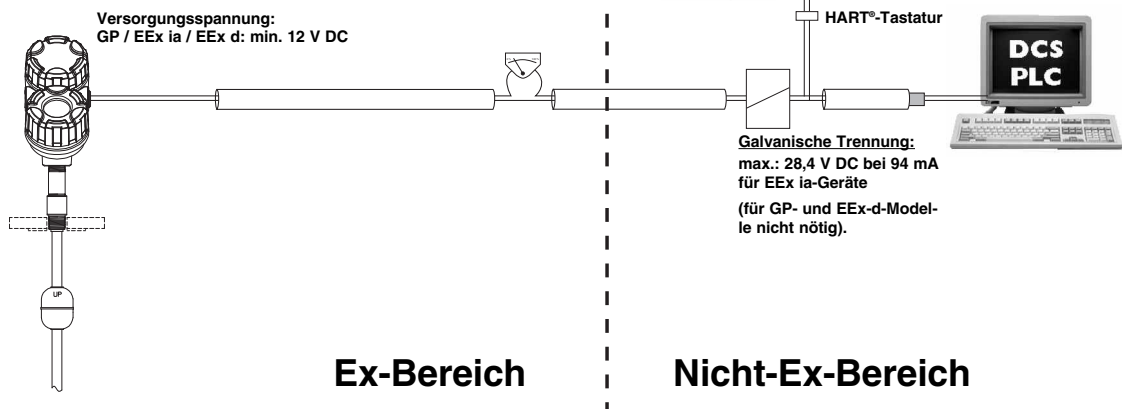 Versorgungsspannung:
GP / EEx ia / EEx d: min. 12 V DC
HART®-Tastatur
DCS
PLC
Galvanische Trennung:
max.: 28,4 V DC bei 94 mA
für EEx ia-Geräte
(für GP- und EEx-d-Model-
le nicht nötig).
UP
Ex-Bereich
Nicht-Ex-Bereich